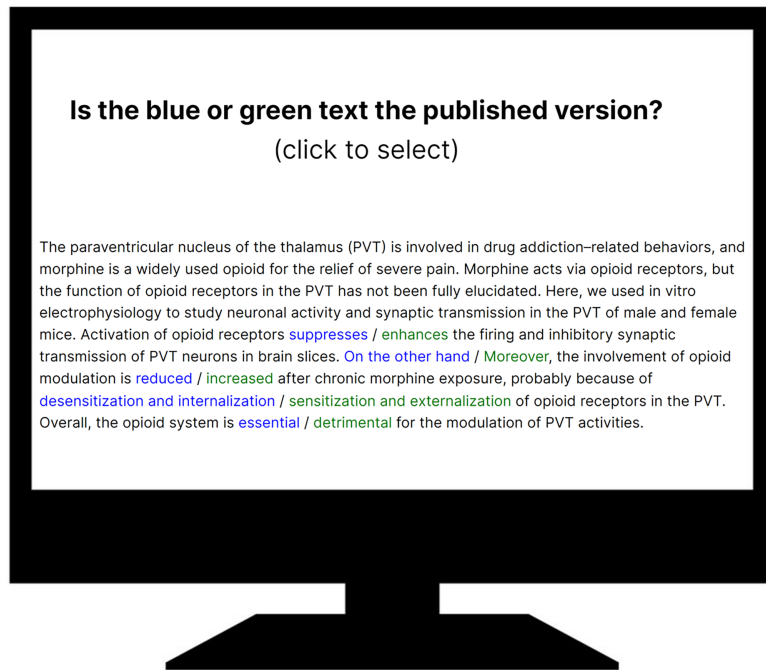 Is the blue or green text the published version?
(click to select)
The paraventricular nucleus of the thalamus (PVT) is involved in drug addiction–related behaviors, and
morphine is a widely used opioid for the relief of severe pain. Morphine acts via opioid receptors, but
the function of opioid receptors in the PVT has not been fully elucidated. Here, we used in vitro
electrophysiology to study neuronal activity and synaptic transmission in the PVT of male and female
mice. Activation of opioid receptors suppresses / enhances the firing and inhibitory synaptic
transmission of PVT neurons in brain slices. On the other hand / Moreover, the involvement of opioid
modulation is reduced / increased after chronic morphine exposure, probably because of
desensitization and internalization / sensitization and externalization of opioid receptors in the PVT.
Overall, the opioid system is essential / detrimental for the modulation of PVT activities.